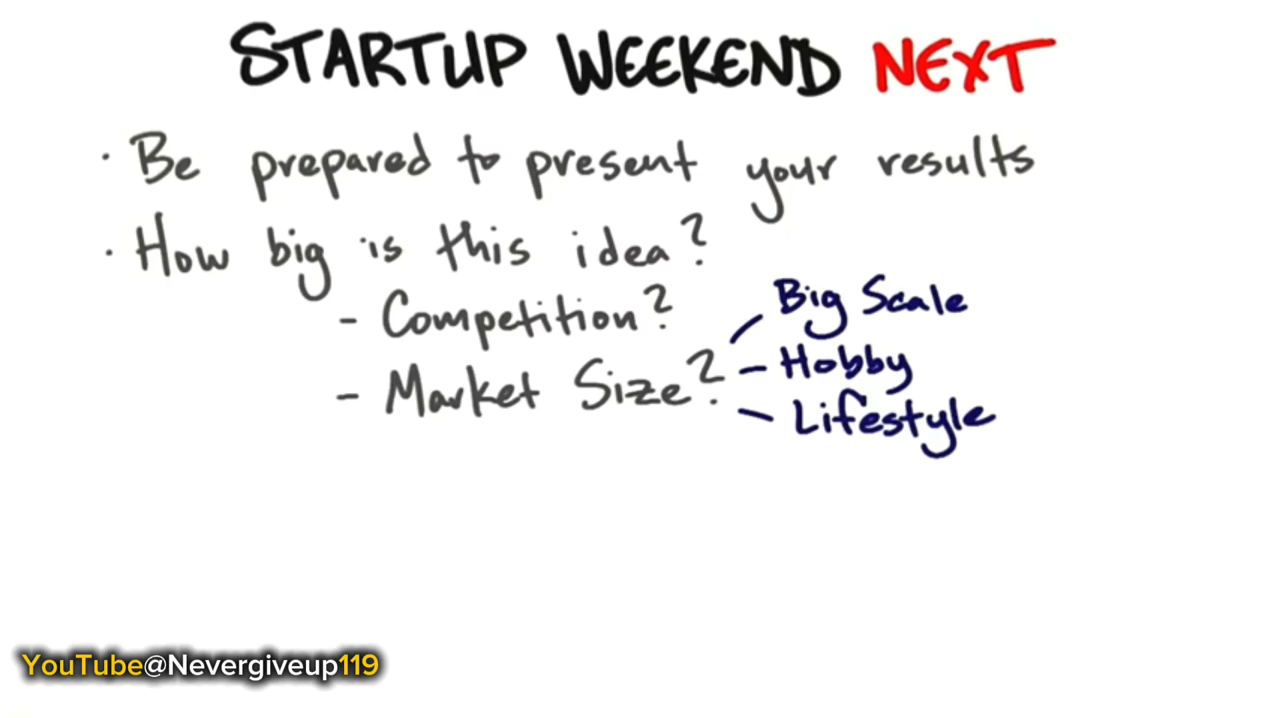 STARTUP WEEKEND NEXT
· Be prepared to present your results
· How big is this idea?
- Competition?
- Market Size?
- Big Scale
- Hobby
- Lifestyle
YouTube@Nevergiveup119